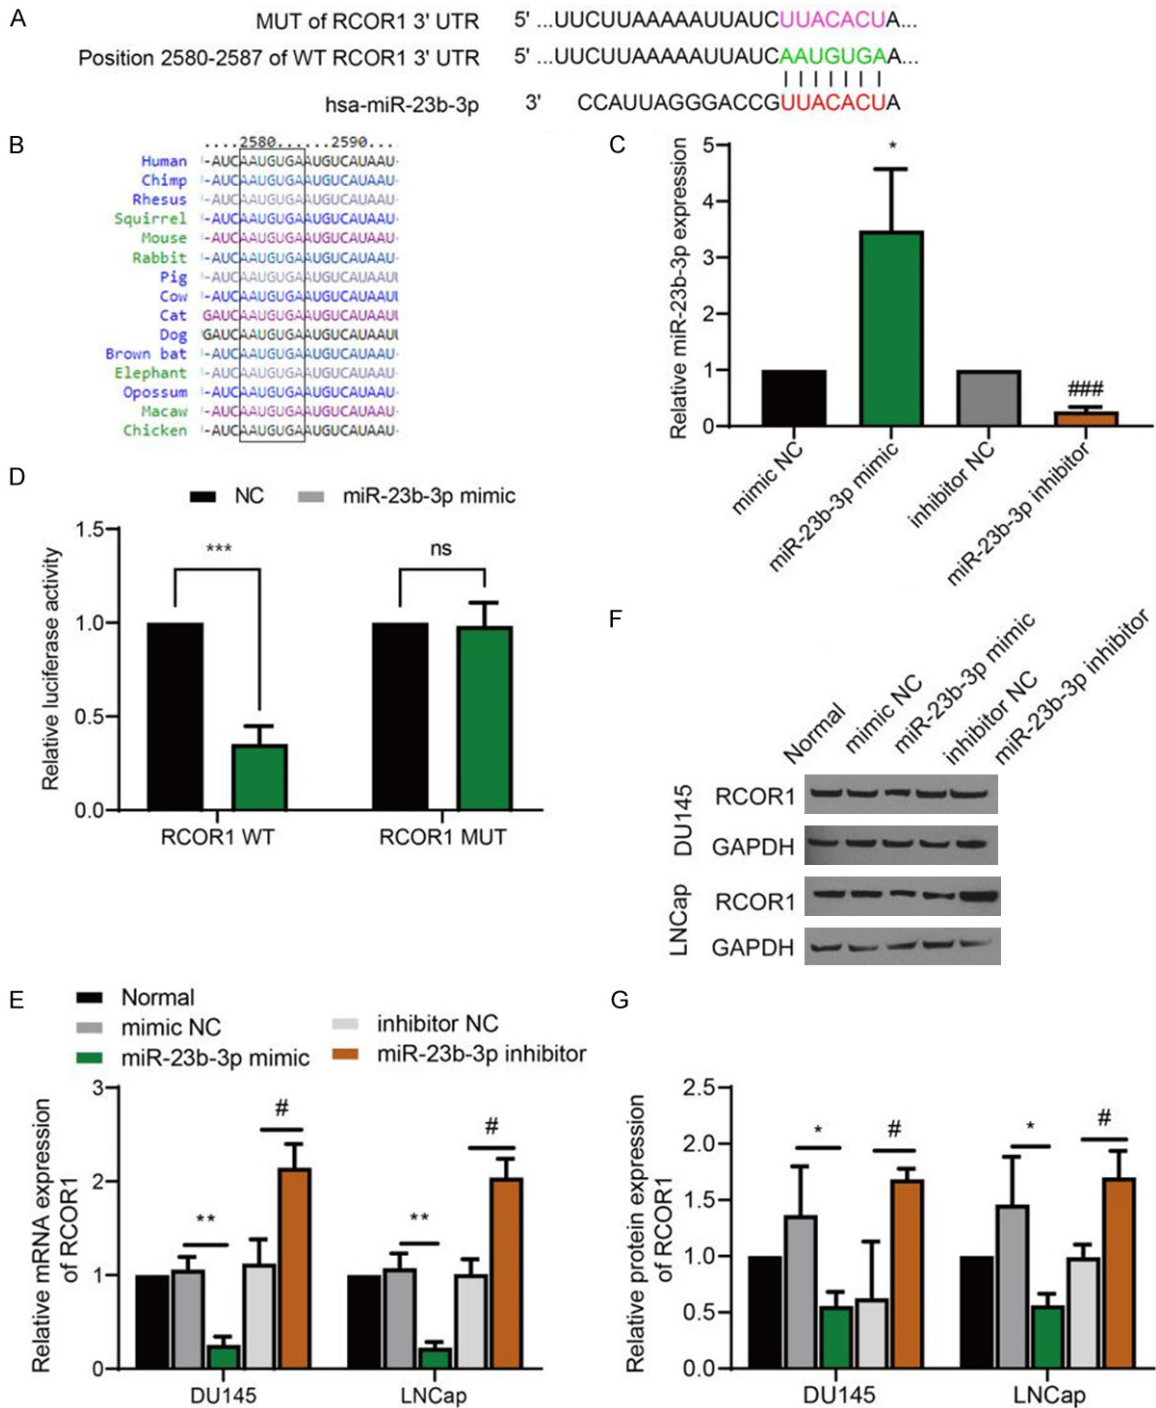 A
MUT of RCOR1 3' UTR 5' ...UUCUUAAAAAUUAUCUUACACUA...
Position 2580-2587 of WT RCOR1 3' UTR 5' ...UUCUUAAAAAUUAUCAAUGUGAA...
hsa-miR-23b-3p 3' CCAUUAGGGACCGUUACACUA
B
....2580......2590...
Human -AUCAAUGUGAAUGUCAUAAU-
Chimp -AUCAAUGUGAAUGUCAUAAU-
Rhesus -AUCAAUGUGAAUGUCAUAAU-
Squirrel -AUCAAUGUGAAUGUCAUAAU-
Mouse -AUCAAUGUGAAUGUCAUAAU-
Rabbit -AUCAAUGUGAAUGUCAUAAU-
Pig -AUCAAUGUGAAUGUCAUAAU
Cow -AUCAAUGUGAAUGUCAUAAU
Cat GAUCAAUGUGAAUGUCAUAAU
Dog GAUCAAUGUGAAUGUCAUAAU
Brown bat -AUCAAUGUGAAUGUCAUAAU-
Elephant -AUCAAUGUGAAUGUCAUAAU-
Opossum -AUCAAUGUGAAUGUCAUAAU-
Macaw -AUCAAUGUGAAUGUCAUAAU-
Chicken -AUCAAUGUGAAUGUCAUAAU-
C
Relative miR-23b-3p expression
5
4
3
2
1
0
*
###
mimic NC
miR-23b-3p mimic
inhibitor NC
miR-23b-3p inhibitor
D
NC miR-23b-3p mimic
Relative luciferase activity
1.5
1.0
0.5
0.0
***
ns
RCOR1 WT RCOR1 MUT
F
Normal
mimic NC
miR-23b-3p mimic
inhibitor NC
miR-23b-3p inhibitor
DU145
RCOR1
GAPDH
LNCap
RCOR1
GAPDH
E
Normal
mimic NC
miR-23b-3p mimic
inhibitor NC
miR-23b-3p inhibitor
Relative mRNA expression
of RCOR1
3
2
1
0
**
#
**
#
DU145 LNCap
G
Relative protein expression
of RCOR1
2.5
2.0
1.5
1.0
0.5
0.0
*
#
*
#
DU145 LNCap